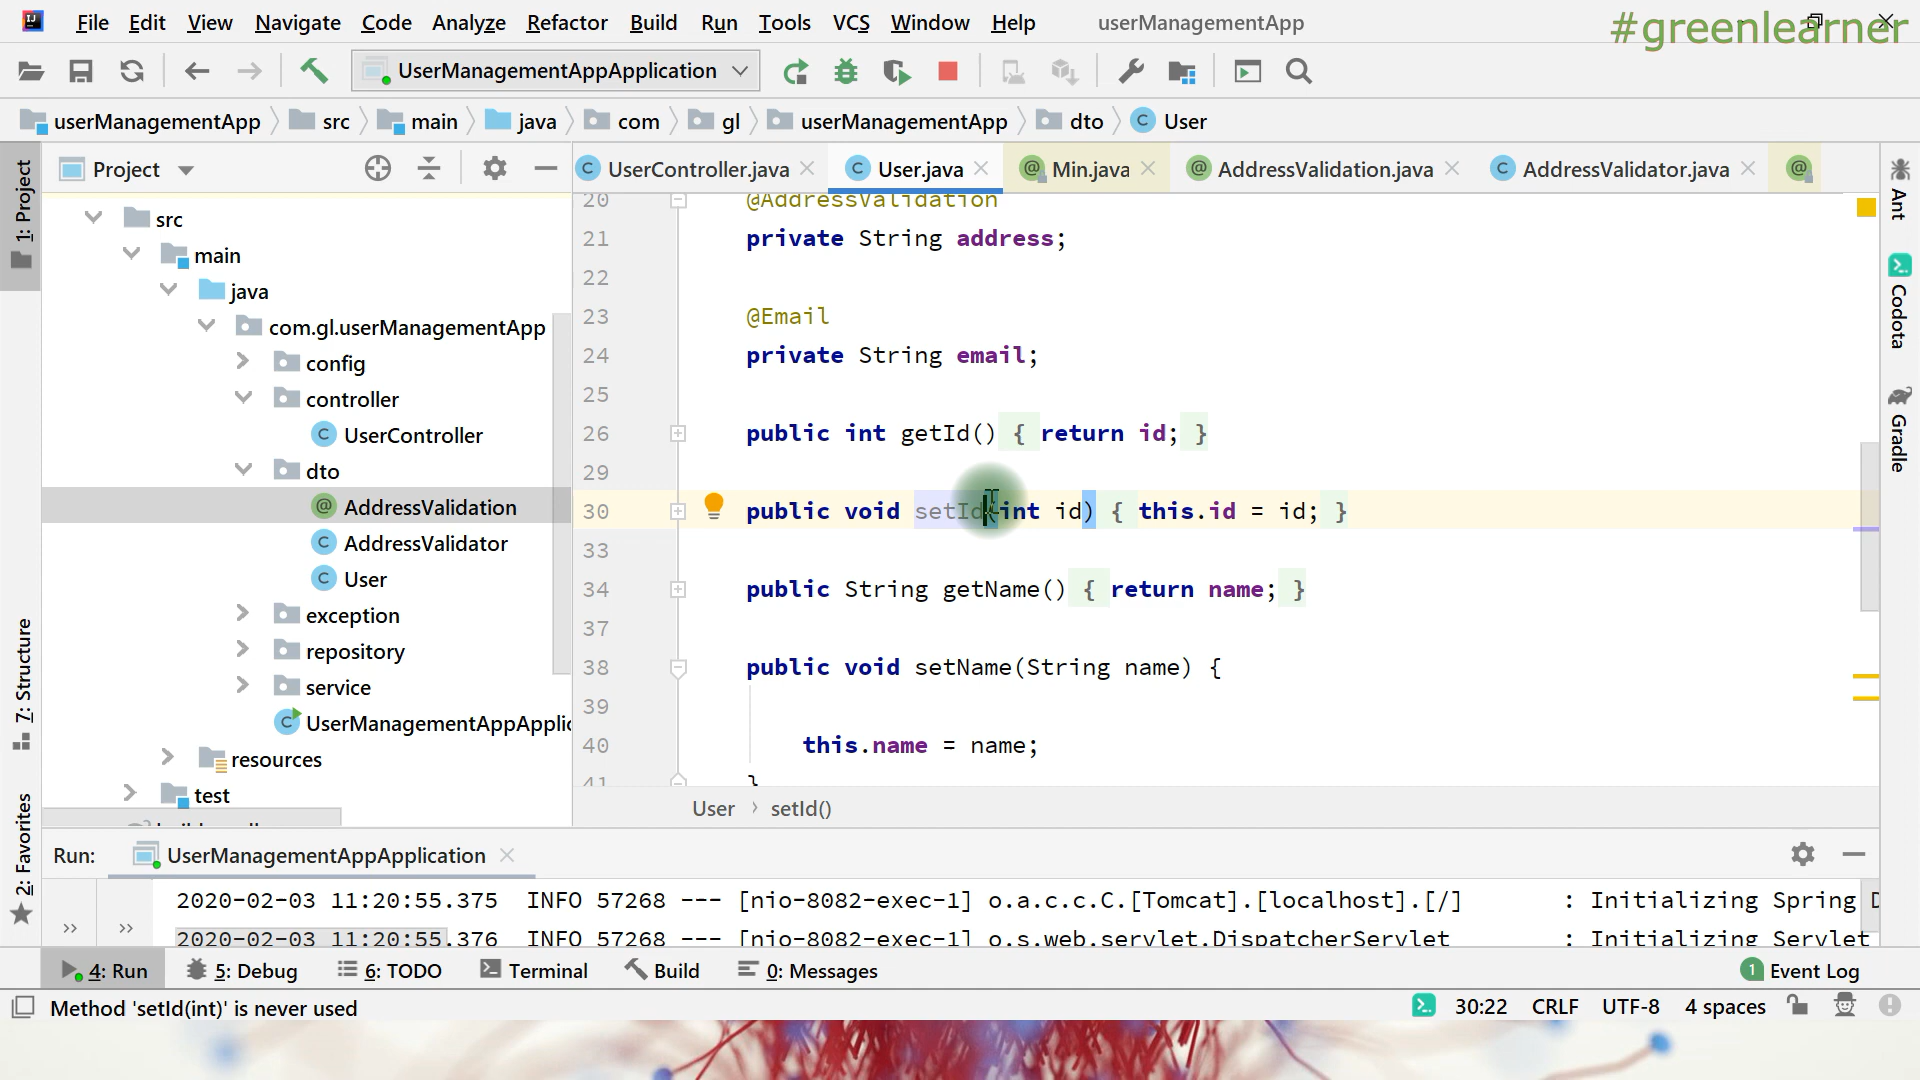 File Edit View Navigate Code Analyze Refactor Build Run Tools VCS Window Help userManagementApp
#greenlearner
UserManagementAppApplication
userManagementApp src main java com gl userManagementApp dto User
Project
UserController.java User.java Min.java AddressValidation.java AddressValidator.java
1: Project
7: Structure
2: Favorites
src
main
java
com.gl.userManagementApp
config
controller
UserController
dto
AddressValidation
AddressValidator
User
exception
repository
service
UserManagementAppApplic
resources
test
20 @AddressValidation
21 private String address;
22
23 @Email
24 private String email;
25
26 public int getId() { return id; }
29
30 public void setId(int id) { this.id = id; }
33
34 public String getName() { return name; }
37
38 public void setName(String name) {
39
40 this.name = name;
41 }
User › setId()
Ant
Codota
Gradle
Run: UserManagementAppApplication
2020-02-03 11:20:55.375 INFO 57268 --- [nio-8082-exec-1] o.a.c.c.C.[Tomcat].[localhost].[/] : Initializing Spring D
2020-02-03 11:20:55.376 INFO 57268 --- [nio-8082-exec-1] o.s.web.servlet.DispatcherServlet : Initializing Servlet
4: Run 5: Debug 6: TODO Terminal Build 0: Messages 1 Event Log
Method 'setId(int)' is never used 30:22 CRLF UTF-8 4 spaces